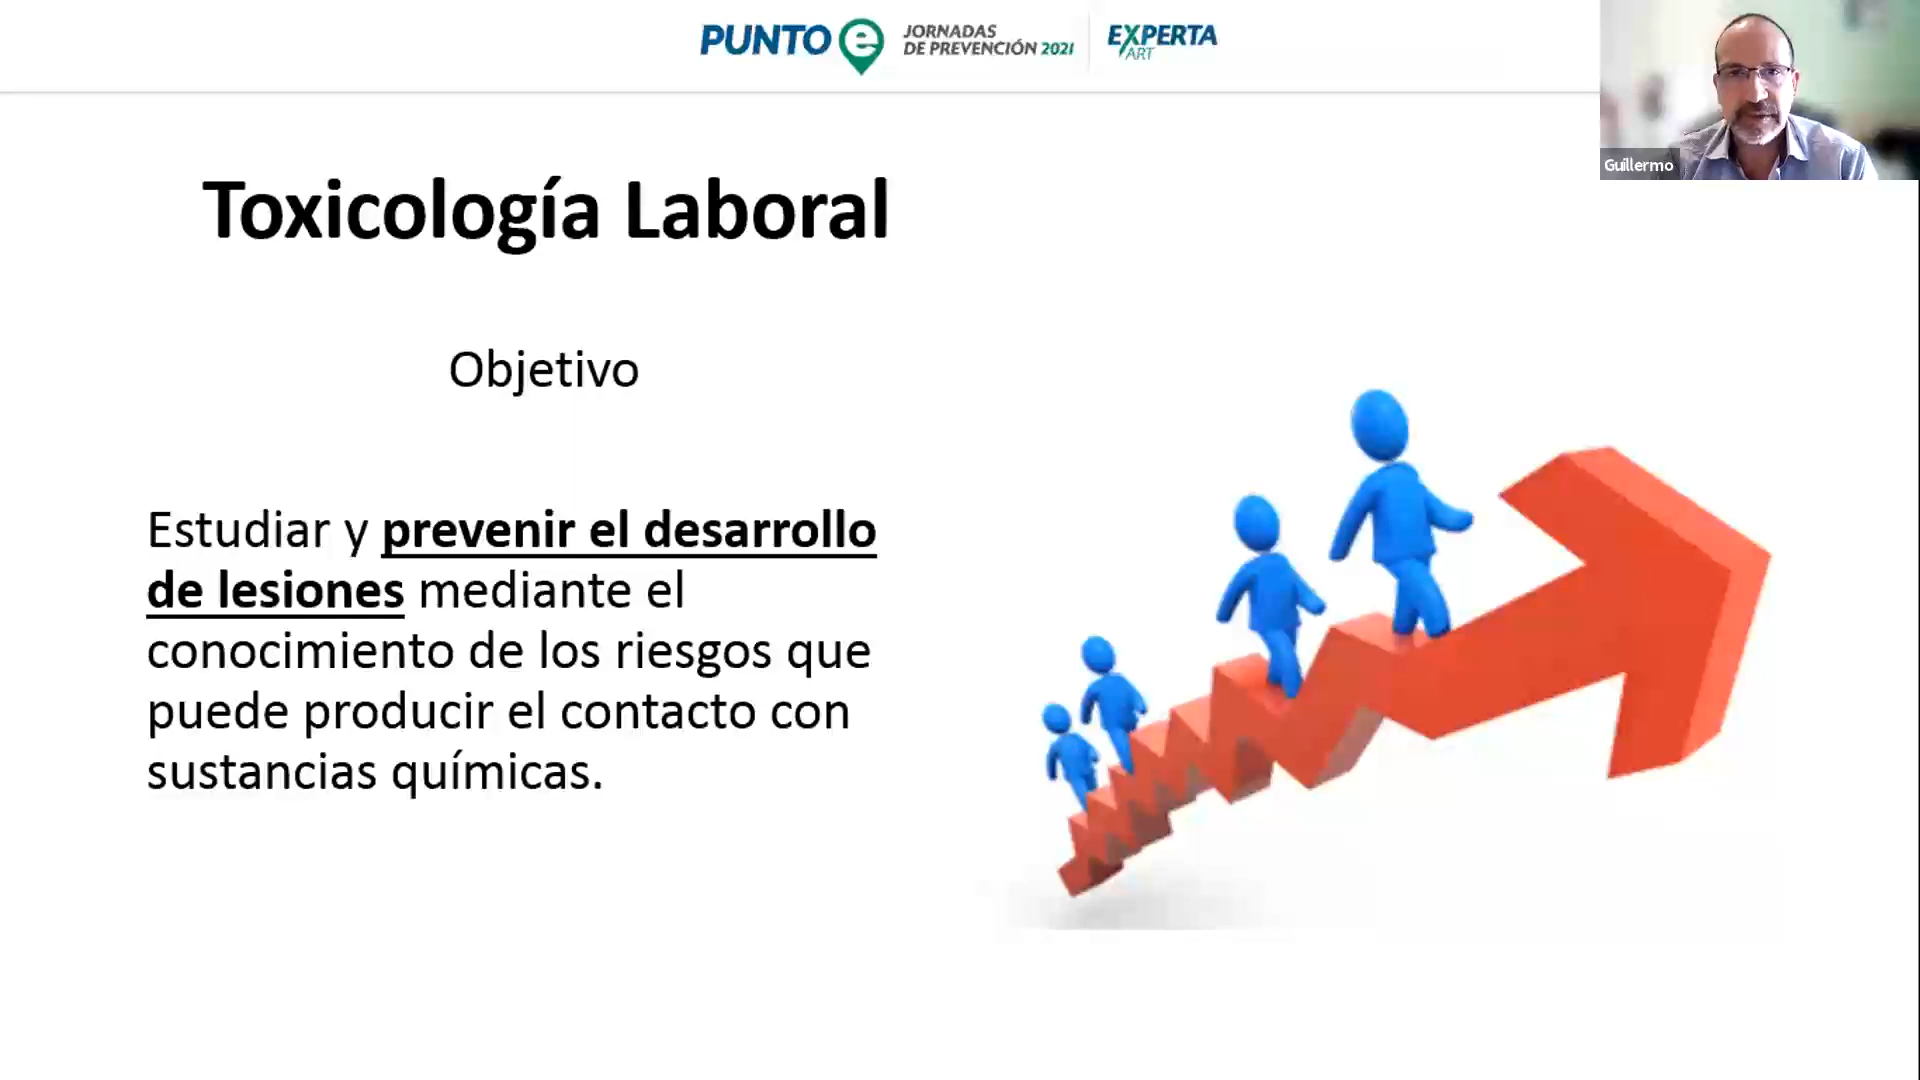 PUNTO e JORNADAS DE PREVENCIÓN 2021 EXPERTA ART
Guillermo
Toxicología Laboral
Objetivo
Estudiar y prevenir el desarrollo
de lesiones mediante el
conocimiento de los riesgos que
puede producir el contacto con
sustancias químicas.